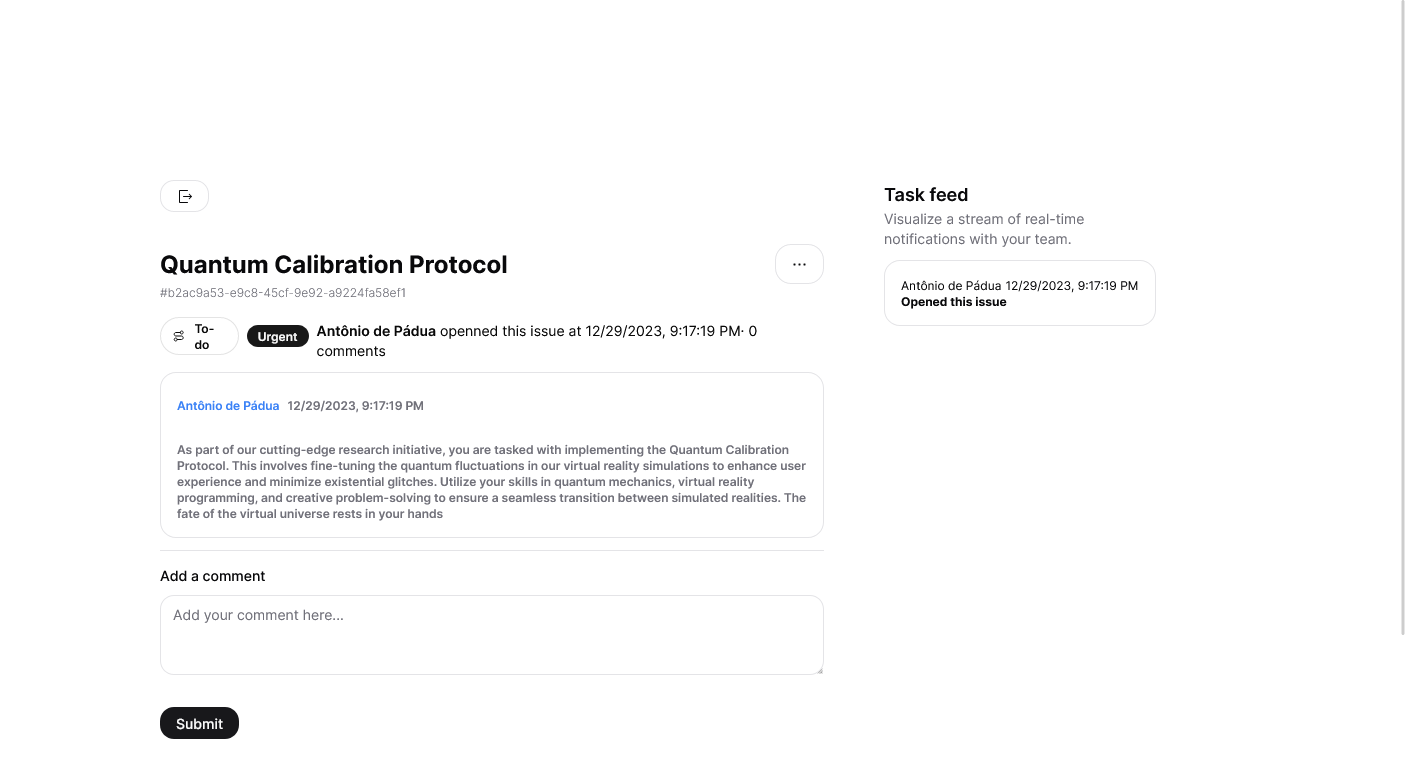 Quantum Calibration Protocol
...
#b2ac9a53-e9c8-45cf-9e92-a9224fa58ef1
To-
do
Urgent
Antônio de Pádua openned this issue at 12/29/2023, 9:17:19 PM· 0
comments
Antônio de Pádua 12/29/2023, 9:17:19 PM
As part of our cutting-edge research initiative, you are tasked with implementing the Quantum Calibration
Protocol. This involves fine-tuning the quantum fluctuations in our virtual reality simulations to enhance user
experience and minimize existential glitches. Utilize your skills in quantum mechanics, virtual reality
programming, and creative problem-solving to ensure a seamless transition between simulated realities. The
fate of the virtual universe rests in your hands
Add a comment
Add your comment here...
Submit
Task feed
Visualize a stream of real-time
notifications with your team.
Antônio de Pádua 12/29/2023, 9:17:19 PM
Opened this issue